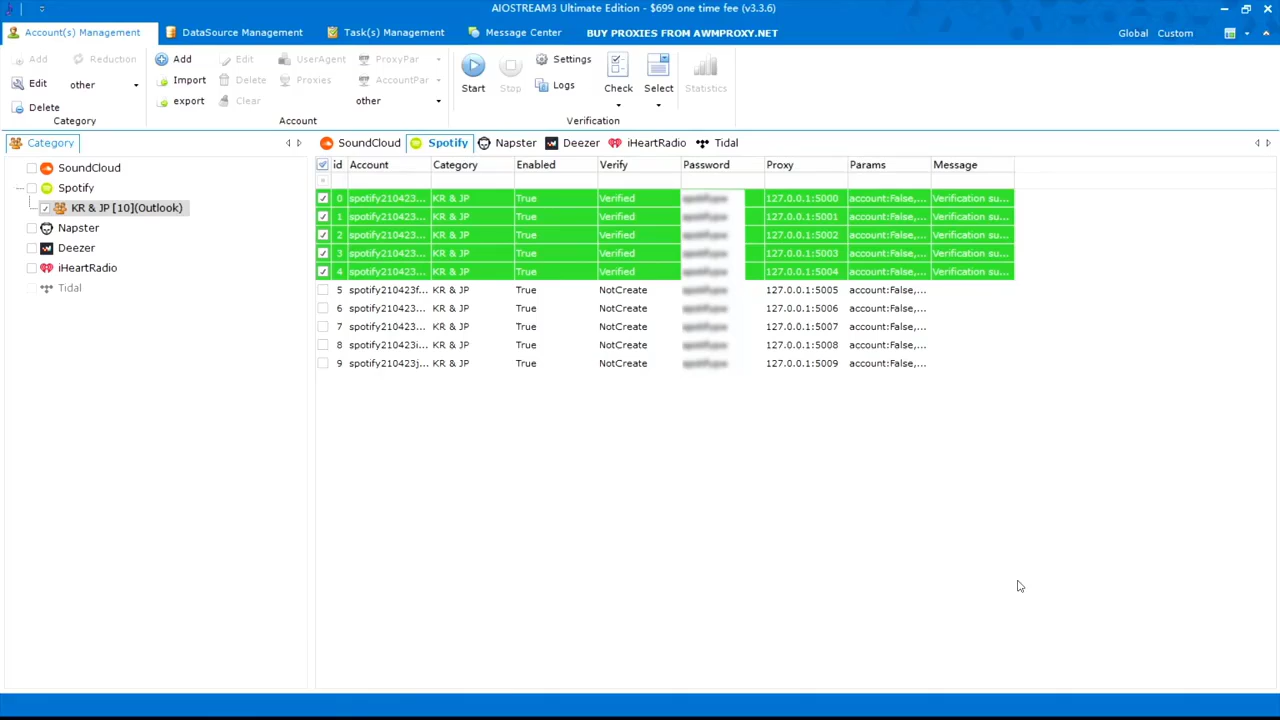 AIOSTREAM3 Ultimate Edition - $699 one time fee (v3.3.6)
Account(s) Management DataSource Management Task(s) Management Message Center BUY PROXIES FROM AWMPROXY.NET Global Custom
Add Reduction Add Edit UserAgent ProxyPar Settings
Edit other Import Delete Proxies AccountPar Start Stop Logs Check Select Statistics
Delete export Clear other
Category Account Verification
Category SoundCloud Spotify Napster Deezer iHeartRadio Tidal
id Account Category Enabled Verify Password Proxy Params Message
SoundCloud
Spotify
KR & JP [10](Outlook)
Napster
Deezer
iHeartRadio
Tidal
0 spotify210423... KR & JP True Verified 127.0.0.1:5000 account:False,... Verification su...
1 spotify210423... KR & JP True Verified 127.0.0.1:5001 account:False,... Verification su...
2 spotify210423... KR & JP True Verified 127.0.0.1:5002 account:False,... Verification su...
3 spotify210423... KR & JP True Verified 127.0.0.1:5003 account:False,... Verification su...
4 spotify210423... KR & JP True Verified 127.0.0.1:5004 account:False,... Verification su...
5 spotify210423f... KR & JP True NotCreate 127.0.0.1:5005 account:False,...
6 spotify210423... KR & JP True NotCreate 127.0.0.1:5006 account:False,...
7 spotify210423... KR & JP True NotCreate 127.0.0.1:5007 account:False,...
8 spotify210423i... KR & JP True NotCreate 127.0.0.1:5008 account:False,...
9 spotify210423j... KR & JP True NotCreate 127.0.0.1:5009 account:False,...